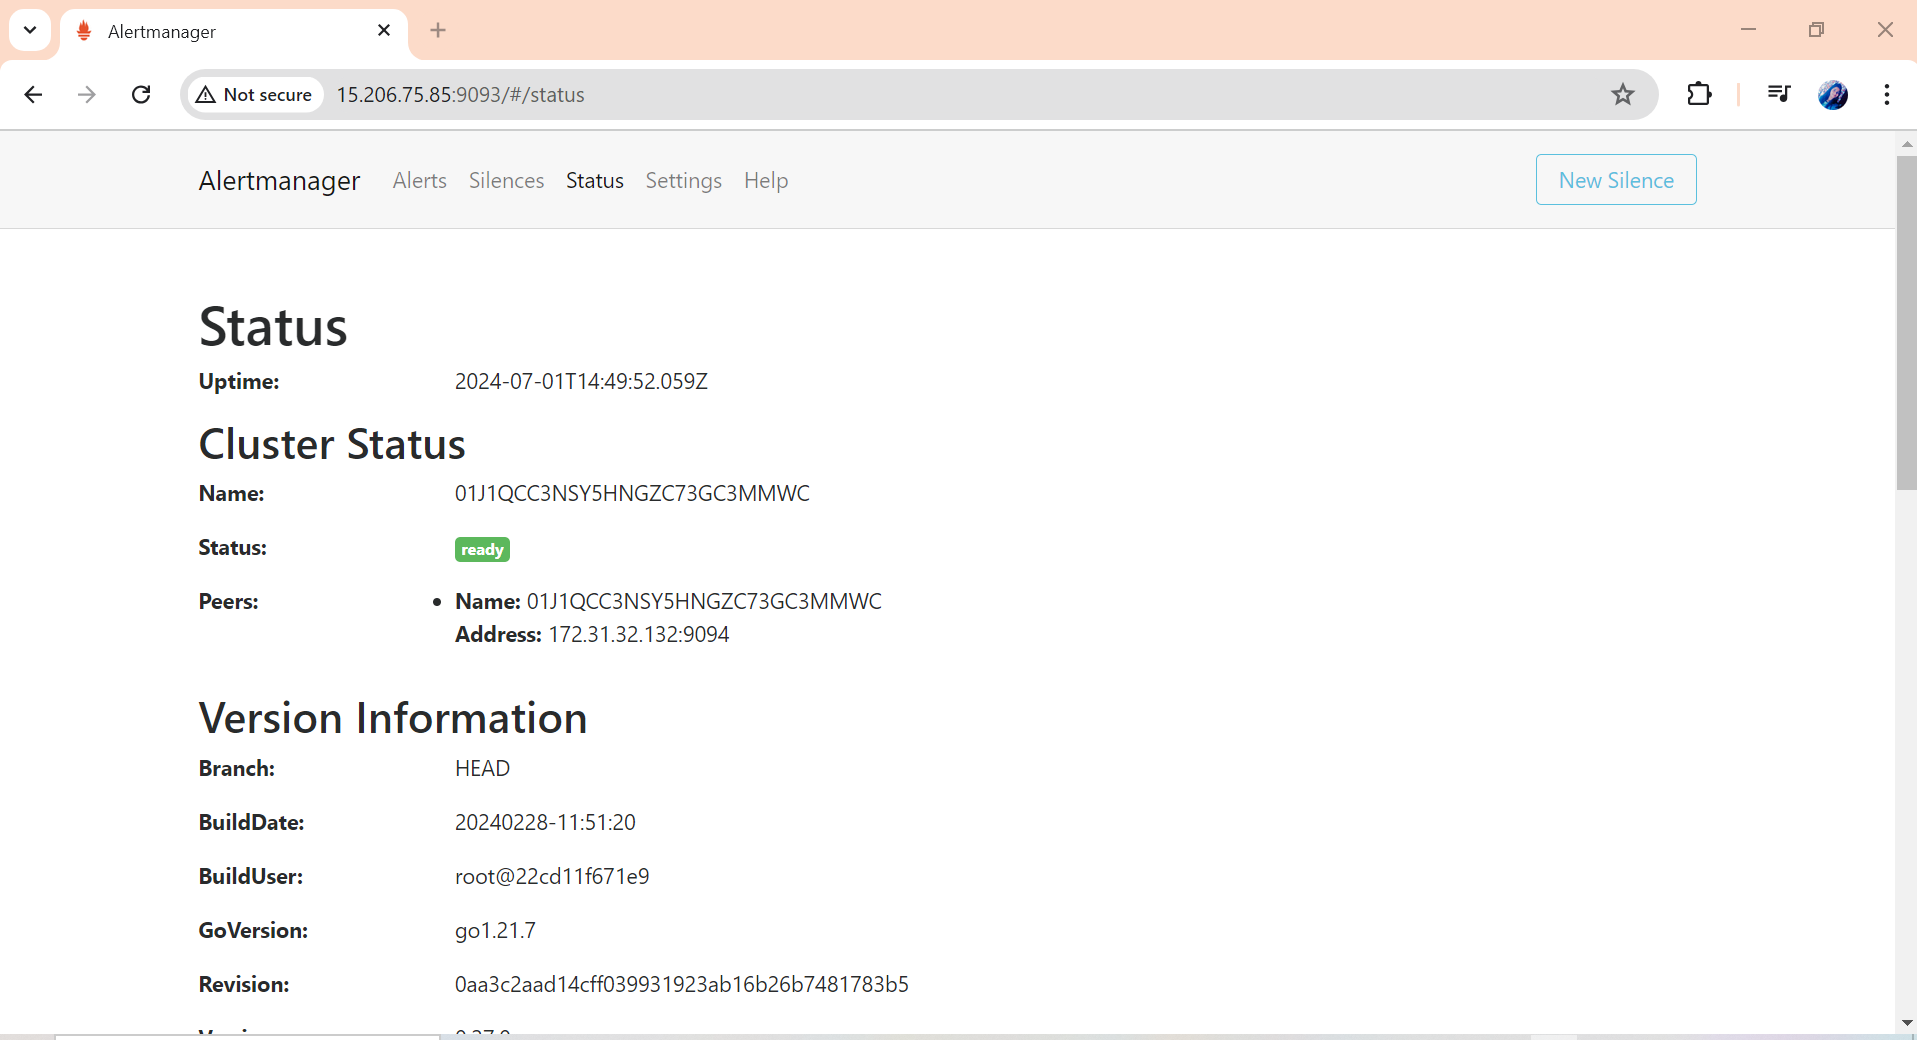 Alertmanager
Not secure 15.206.75.85:9093/#/status
Alertmanager Alerts Silences Status Settings Help New Silence
Status
Uptime: 2024-07-01T14:49:52.059Z
Cluster Status
Name: 01J1QCC3NSY5HNGZC73GC3MMWC
Status: ready
Peers: • Name: 01J1QCC3NSY5HNGZC73GC3MMWC
Address: 172.31.32.132:9094
Version Information
Branch: HEAD
BuildDate: 20240228-11:51:20
BuildUser: root@22cd11f671e9
GoVersion: go1.21.7
Revision: 0aa3c2aad14cff039931923ab16b26b7481783b5